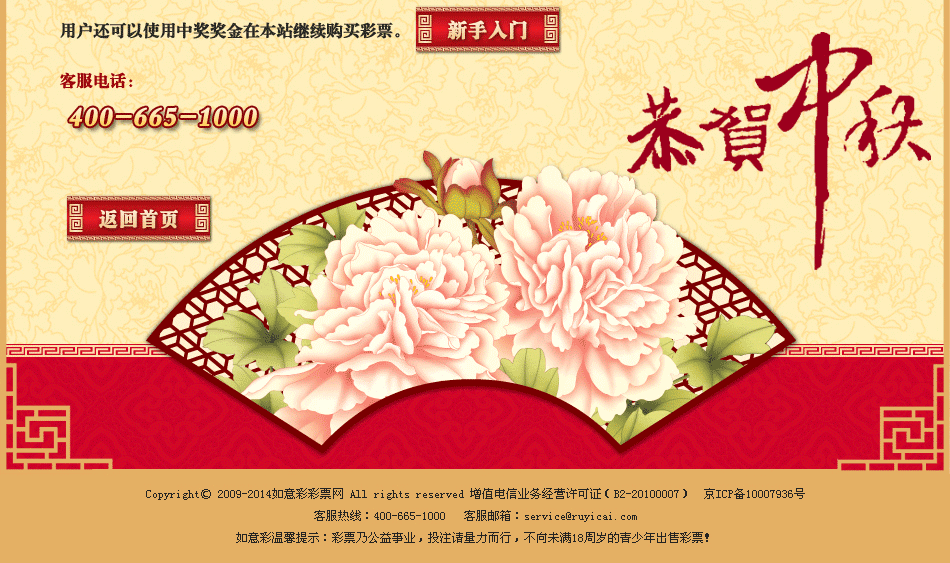 用户还可以使用中奖奖金在本站继续购买彩票。 新手入门
客服电话：
400-665-1000
恭賀中秋
返回首页
Copyright© 2009-2014如意彩彩票网 All rights reserved 增值电信业务经营许可证(B2-20100007) 京ICP备10007936号
客服热线：400-665-1000 客服邮箱：service@ruyicai.com
如意彩温馨提示：彩票乃公益事业，投注请量力而行，不向未满18周岁的青少年出售彩票！